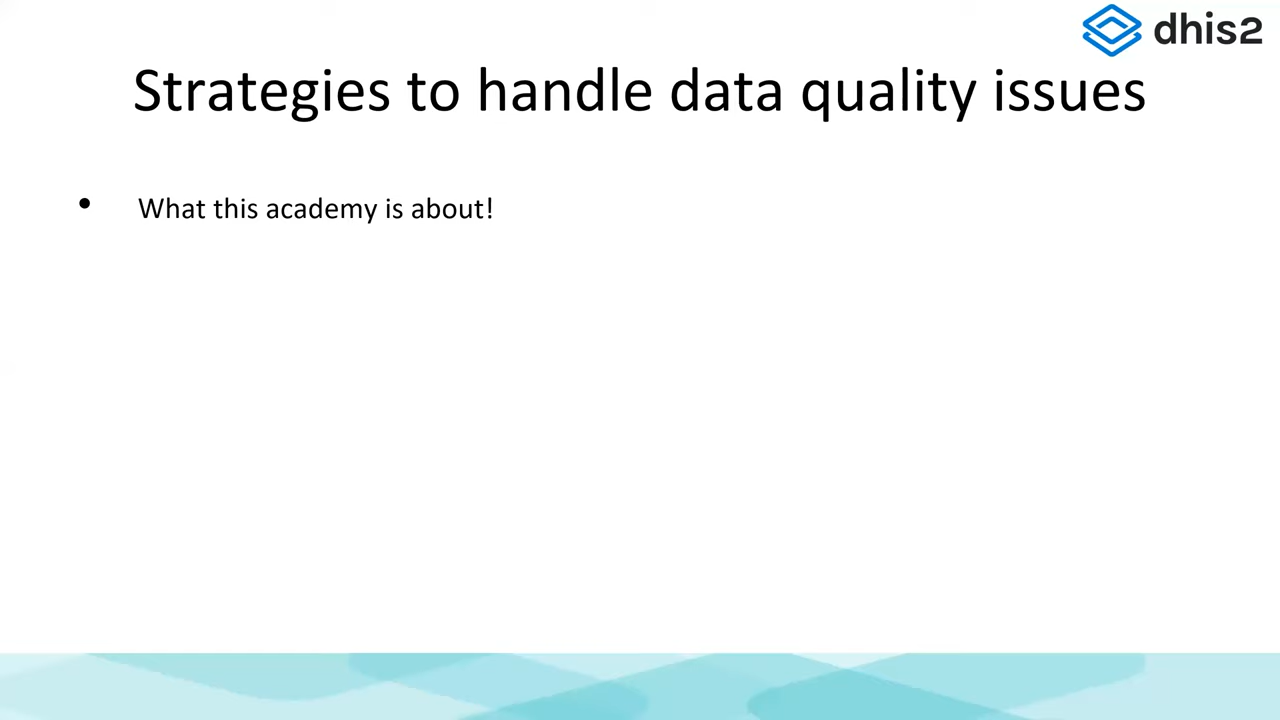 dhis2
Strategies to handle data quality issues
• What this academy is about!